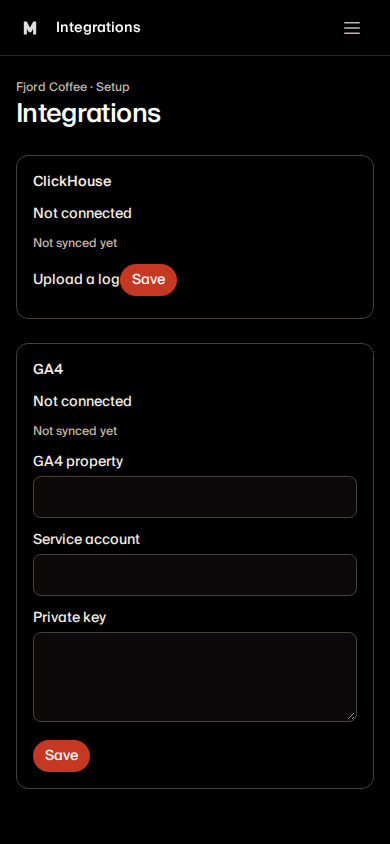 M Integrations
Fjord Coffee · Setup
Integrations
ClickHouse
Not connected
Not synced yet
Upload a log Save
GA4
Not connected
Not synced yet
GA4 property
Service account
Private key
Save